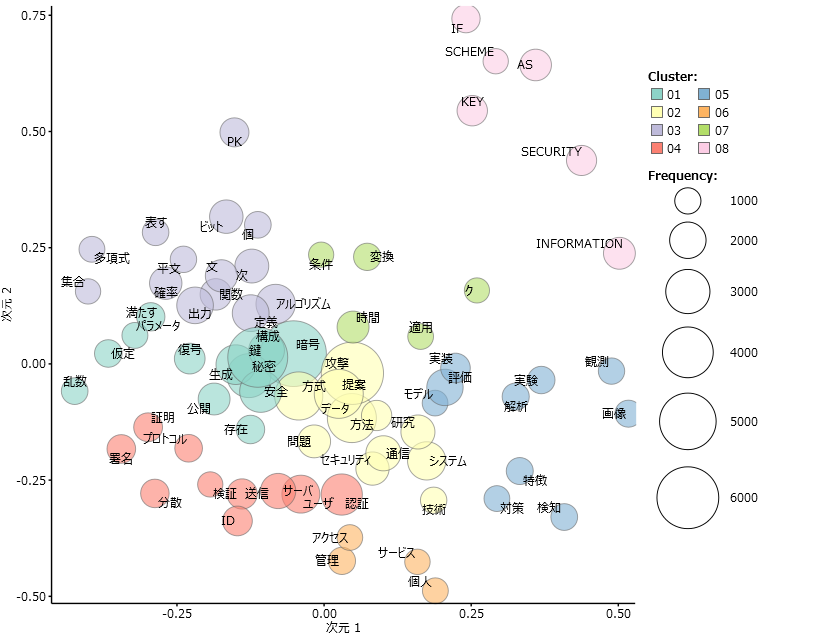 0.75
0.50
0.25
0.00
-0.25
-0.50
次元 2
-0.25
0.00
0.25
0.50
次元 1
IF
SCHEME
AS
KEY
PK
SECURITY
INFORMATION
表す
ビット
個
多項式
平文
文
次
条件
変換
集合
確率
関数
ク
満たす
出力
アルゴリズム
パラメータ
定義
時間
適用
構成
仮定
復号
鍵
暗号
秘密
攻撃
実装
観測
乱数
生成
方式
提案
評価
実験
安全
モデル
公開
データ
解析
画像
証明
存在
方法
研究
プロトコル
問題
署名
セキュリティ
通信
システム
分散
検証
送信
サーバ
ユーザ
認証
技術
特徴
対策
検知
ID
アクセス
管理
サービス
個人
Cluster:
01
05
02
06
03
07
04
08
Frequency:
1000
2000
3000
4000
5000
6000